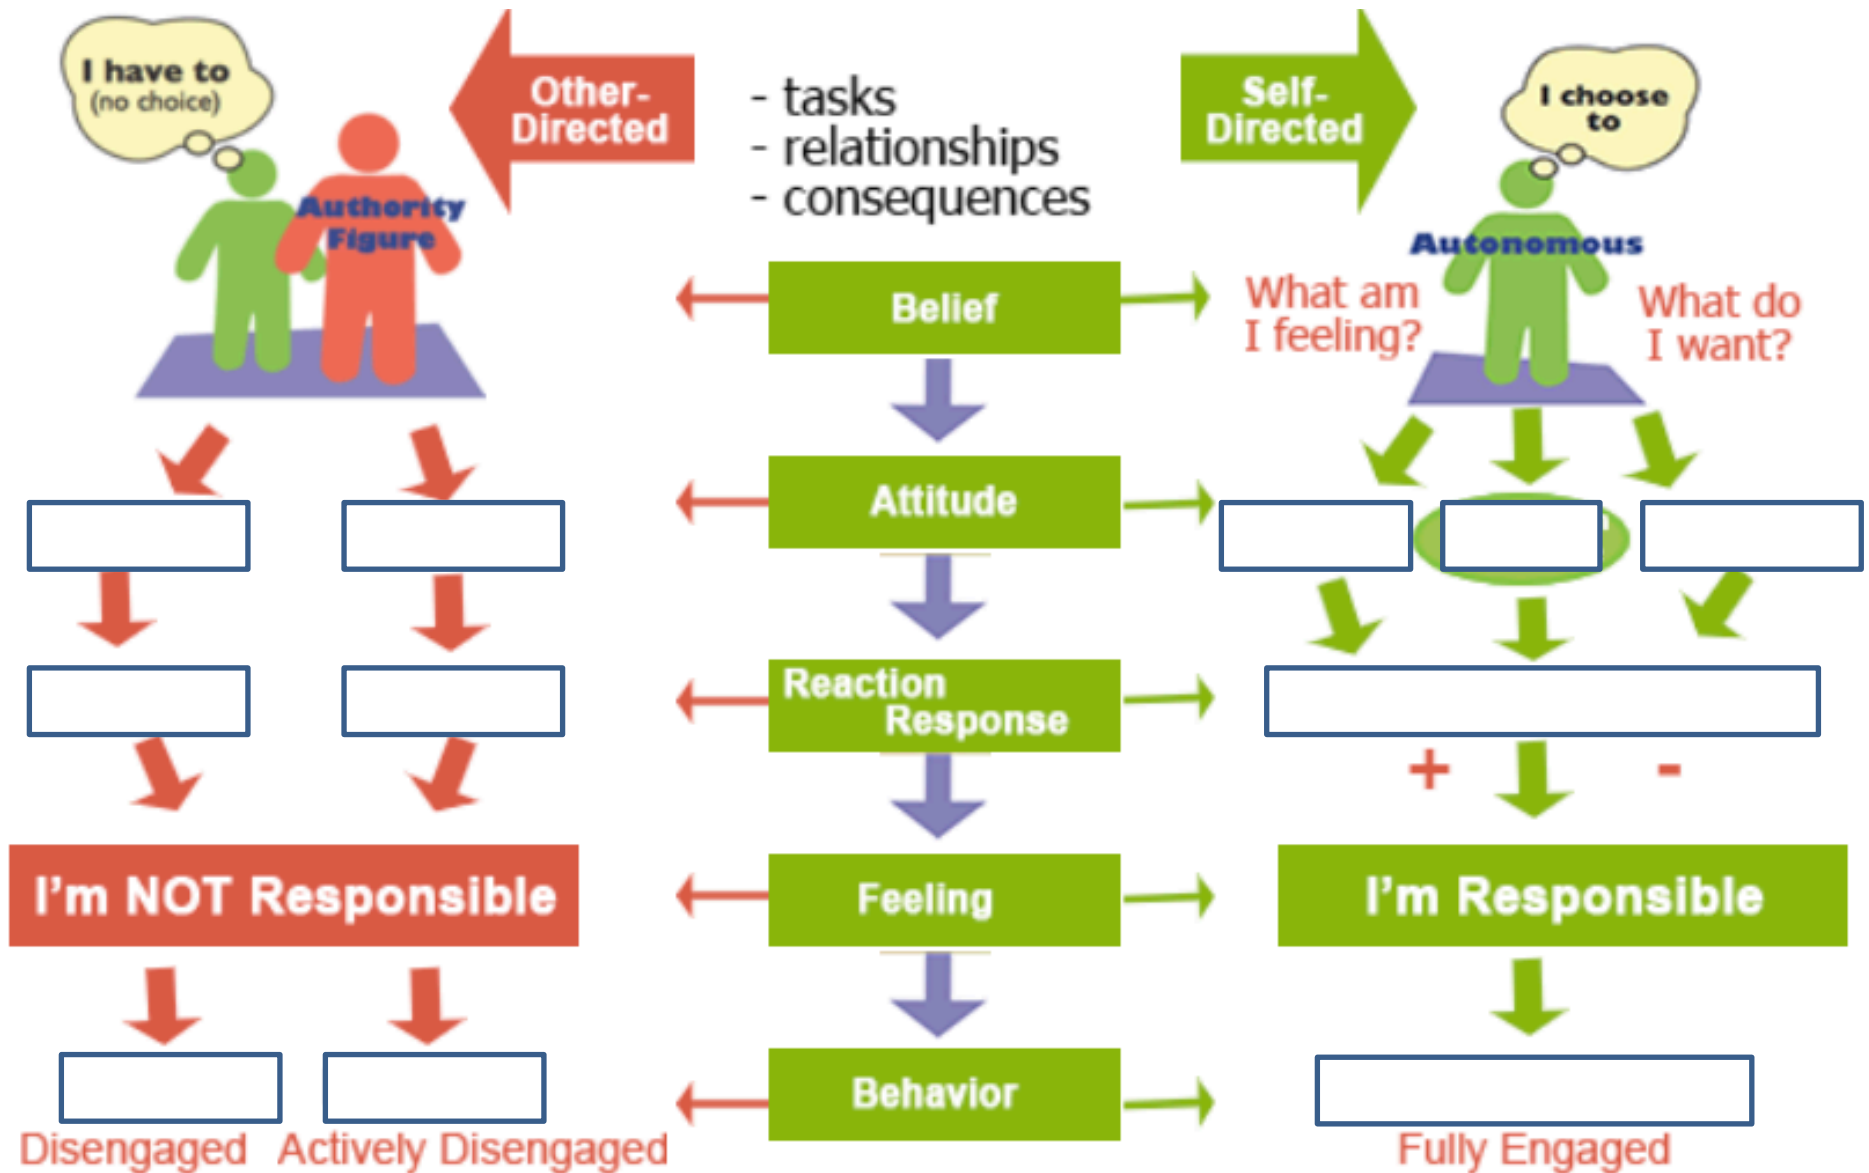 I have to
(no choice)
Other-
Directed
- tasks
- relationships
- consequences
Self-
Directed
I choose
to
Authority
Figure
Autonomous
What am
I feeling?
What do
I want?
Belief
Attitude
Reaction
Response
+
-
I'm NOT Responsible
Feeling
I'm Responsible
Behavior
Disengaged
Actively Disengaged
Fully Engaged